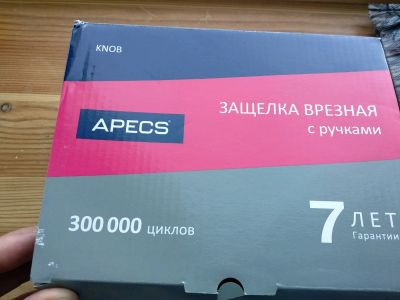 KNOB
ЗАЩЕЛКА ВРЕЗНАЯ
с ручками
APECS
300 000 циклов
7 ЛЕТ
Гарантии